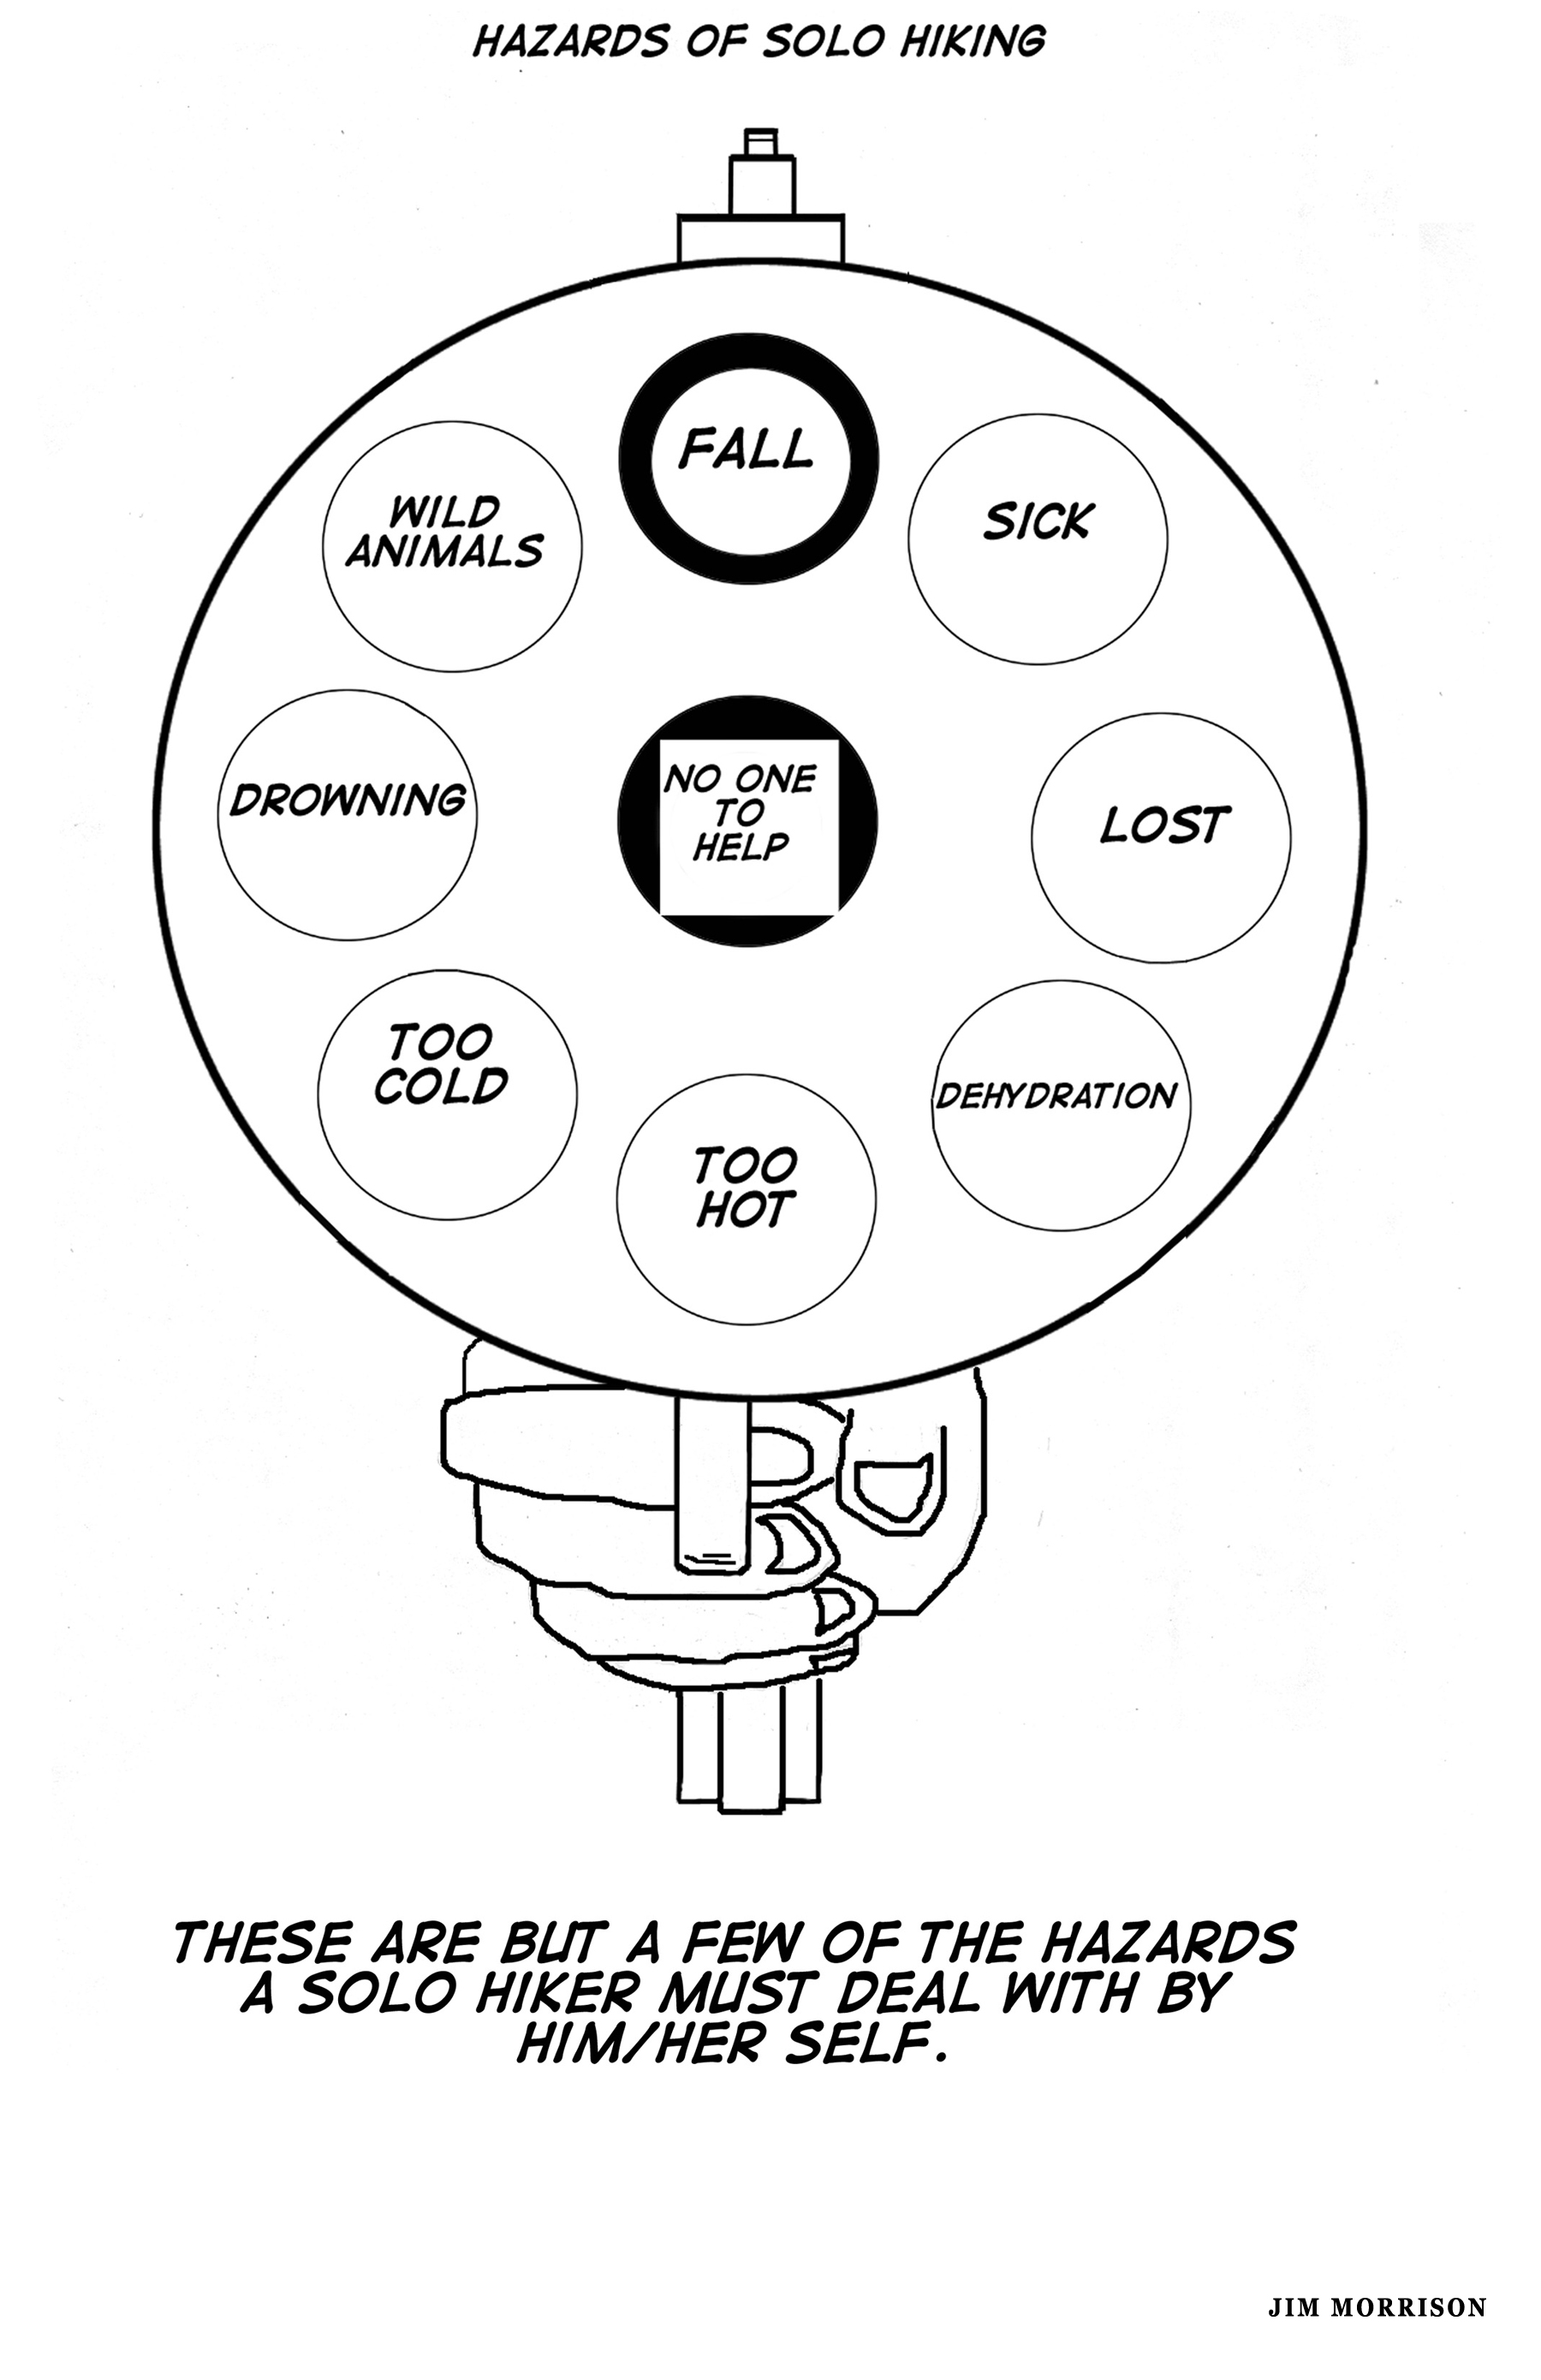 HAZARDS OF SOLO HIKING
FALL
WILD
ANIMALS
SICK
DROWNING
NO ONE
TO
HELP
LOST
TOO
COLD
DEHYDRATION
TOO
HOT
THESE ARE BUT A FEW OF THE HAZARDS
A SOLO HIKER MUST DEAL WITH BY
HIM/HER SELF.
JIM MORRISON